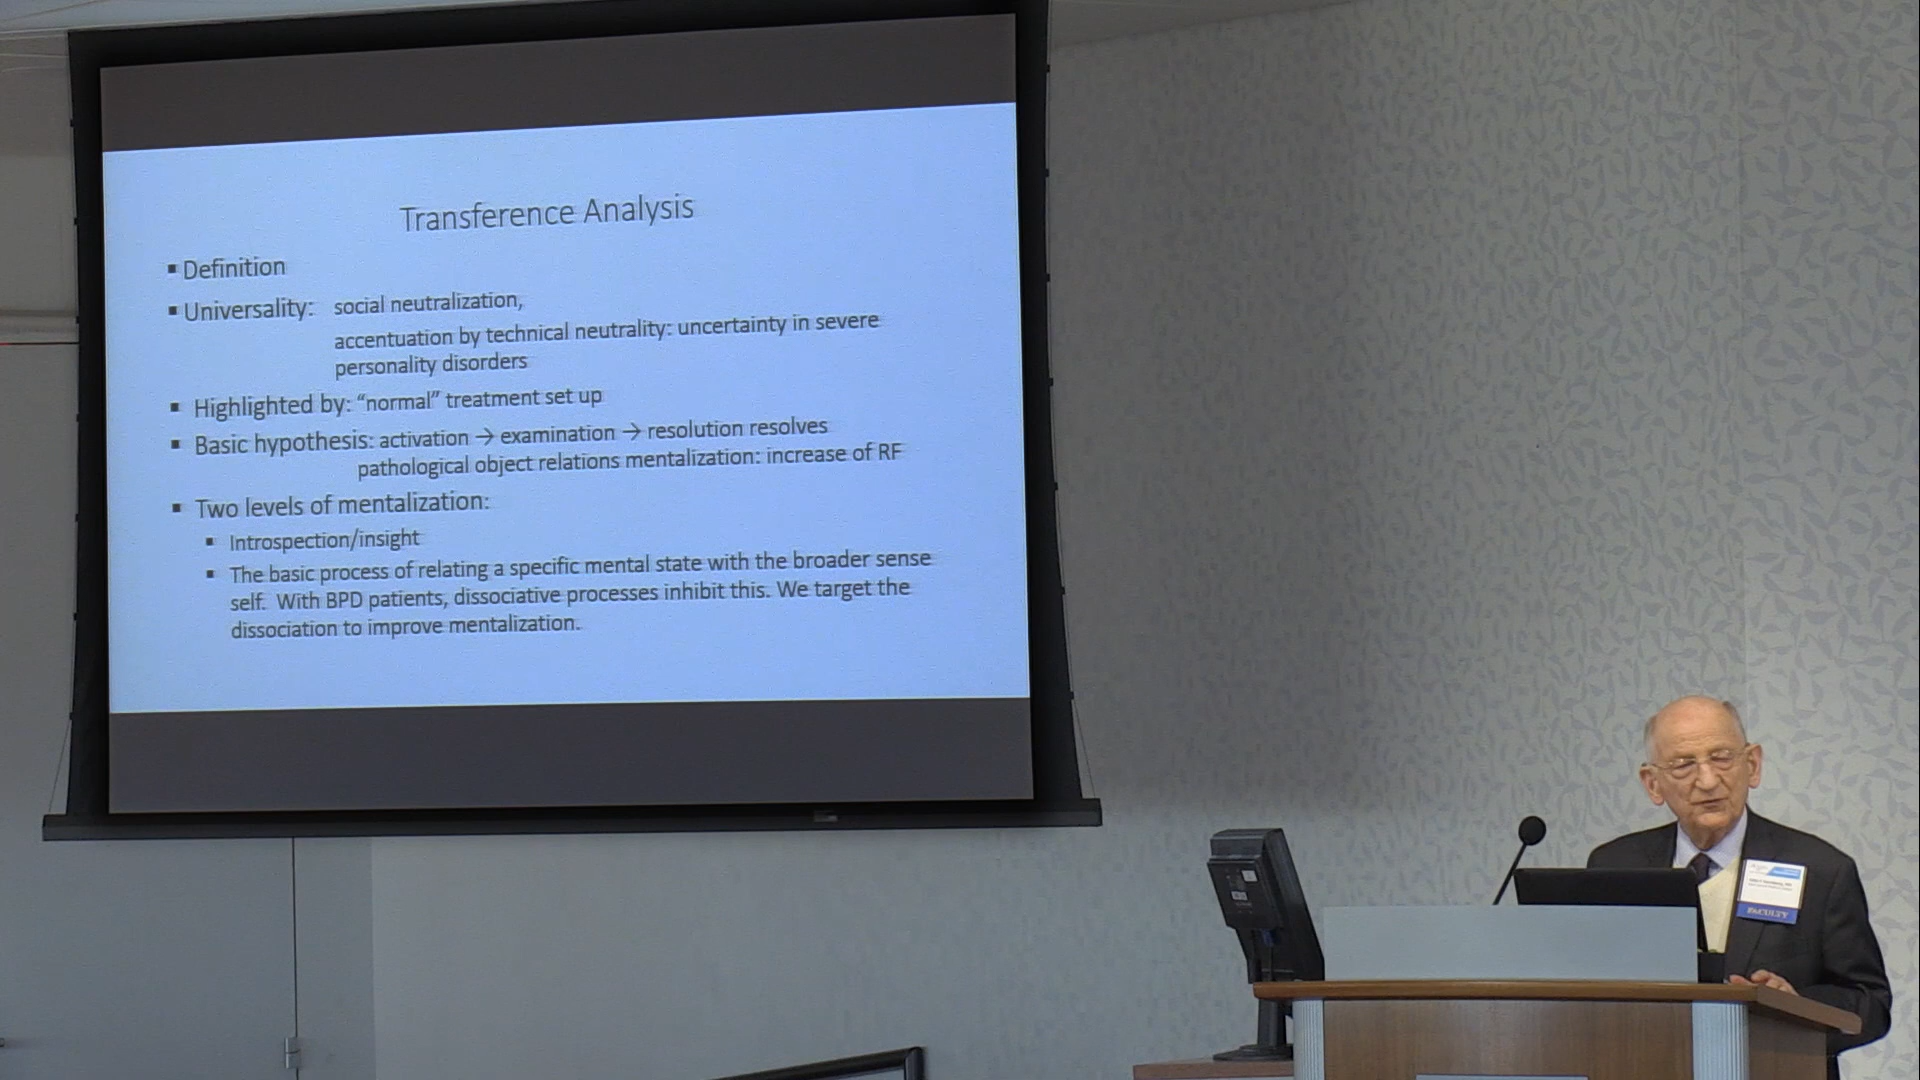 Transference Analysis
▪ Definition
▪ Universality: social neutralization,
accentuation by technical neutrality: uncertainty in severe
personality disorders
▪ Highlighted by: “normal” treatment set up
▪ Basic hypothesis: activation → examination → resolution resolves
pathological object relations mentalization: increase of RF
▪ Two levels of mentalization:
▪ Introspection/insight
▪ The basic process of relating a specific mental state with the broader sense
self. With BPD patients, dissociative processes inhibit this. We target the
dissociation to improve mentalization.
FACULTY